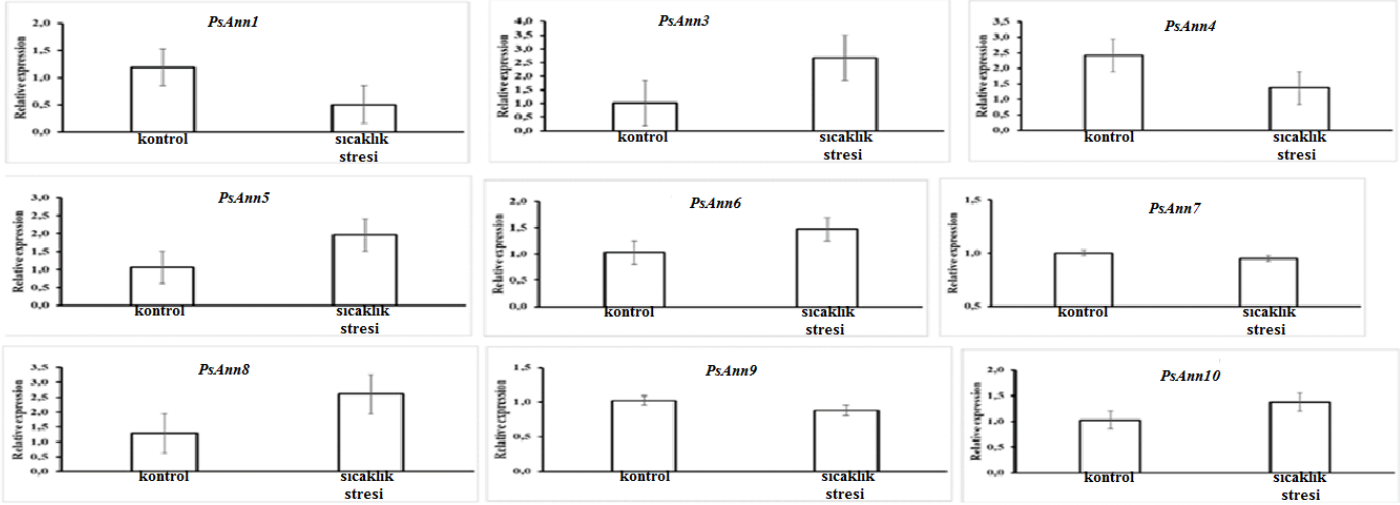 PsAnn1
Relative expression
2,0
1,5
1,0
0,5
0,0
kontrol
sıcaklık
stresi
PsAnn3
Relative expression
4,0
3,5
3,0
2,5
2,0
1,5
1,0
0,5
0,0
kontrol
sıcaklık
stresi
PsAnn4
Relative expression
3,5
3,0
2,5
2,0
1,5
1,0
0,5
0,0
kontrol
sıcaklık
stresi
PsAnn5
Relative expression
3,0
2,5
2,0
1,5
1,0
0,5
0,0
kontrol
sıcaklık
stresi
PsAnn6
Relative expression
2,0
1,5
1,0
0,5
0,0
kontrol
sıcaklık
stresi
PsAnn7
Relative expression
1,5
1,0
0,5
kontrol
sıcaklık
stresi
PsAnn8
Relative expression
3,5
3,0
2,5
2,0
1,5
1,0
0,5
0,0
kontrol
sıcaklık
stresi
PsAnn9
Relative expression
1,5
1,0
0,5
0,0
kontrol
sıcaklık
stresi
PsAnn10
Relative expression
2,0
1,5
1,0
0,5
0,0
kontrol
sıcaklık
stresi